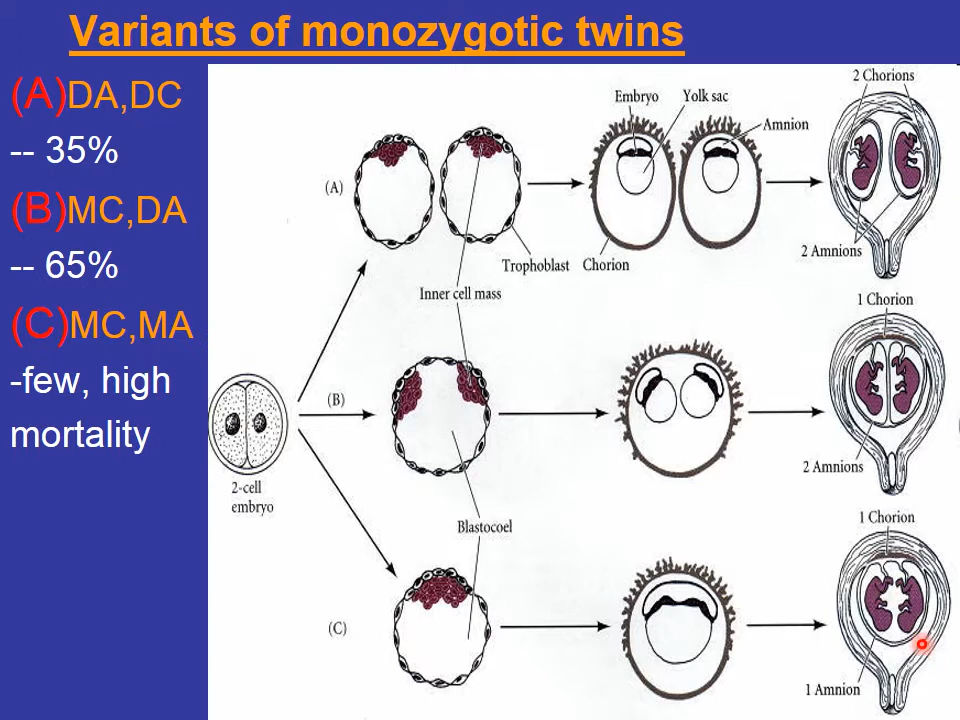 Variants of monozygotic twins
(A)DA,DC
-- 35%
(B)MC,DA
-- 65%
(C)MC,MA
-few, high
mortality
2 Chorions
Embryo
Yolk sac
Amnion
(A)
2 Amnions
Trophoblast
Chorion
Inner cell mass
1 Chorion
(B)
2 Amnions
2-cell
embryo
Blastocoel
1 Chorion
(C)
1 Amnion